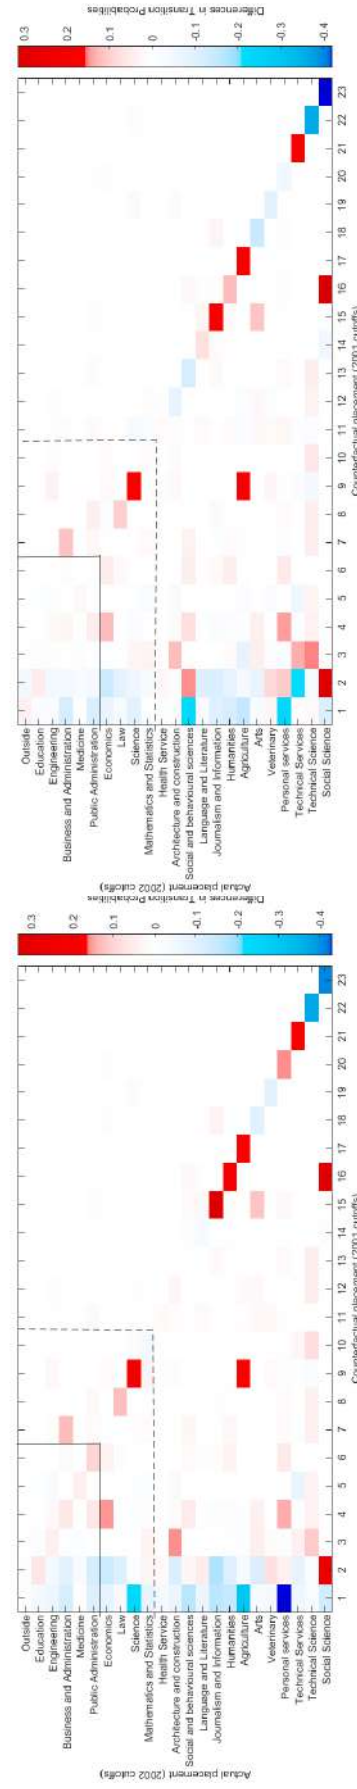 Differences in Transition Probabilities
0.3
0.2
0.1
0
-0.1
-0.2
-0.3
-0.4
Outside
Education
Engineering
Business and Administration
Medicine
Public Administration
Economics
Law
Science
Mathematics and Statistics
Health Service
Architecture and construction
Social and behavioural sciences
Language and Literature
Journalism and Information
Humanities
Agriculture
Arts
Veterinary
Personal services
Technical Services
Technical Science
Social Science
Actual placement (2002 cutoffs)
1 2 3 4 5 6 7 8 9 10 11 12 13 14 15 16 17 18 19 20 21 22 23
Counterfactual placement (2001 cutoffs)
Differences in Transition Probabilities
0.3
0.2
0.1
0
-0.1
-0.2
-0.3
-0.4
Outside
Education
Engineering
Business and Administration
Medicine
Public Administration
Economics
Law
Science
Mathematics and Statistics
Health Service
Architecture and construction
Social and behavioural sciences
Language and Literature
Journalism and Information
Humanities
Agriculture
Arts
Veterinary
Personal services
Technical Services
Technical Science
Social Science
Actual placement (2002 cutoffs)
1 2 3 4 5 6 7 8 9 10 11 12 13 14 15 16 17 18 19 20 21 22 23
Counterfactual placement (2001 cutoffs)